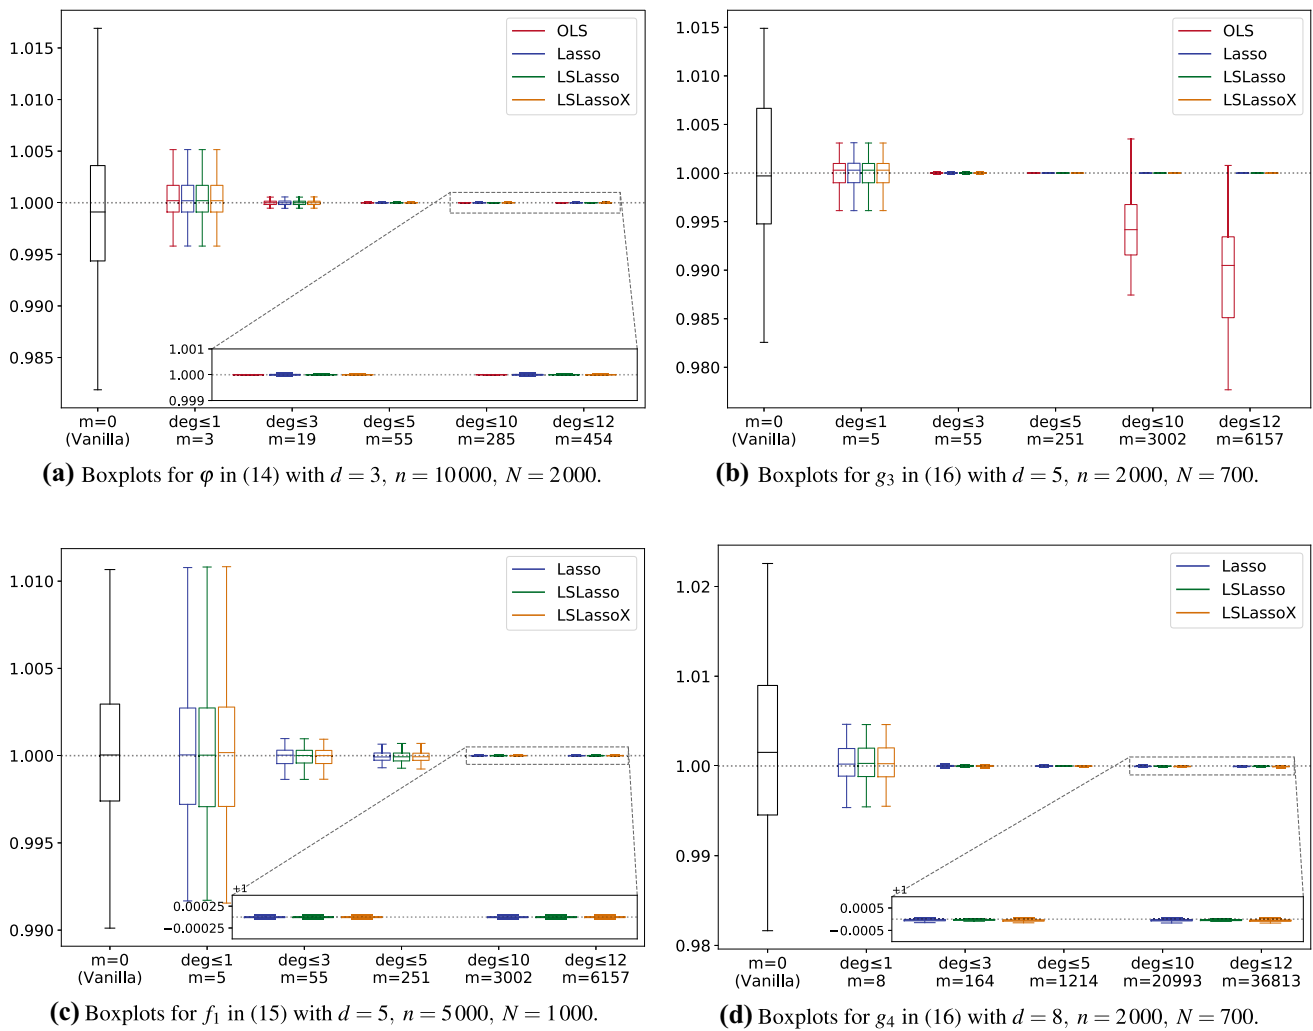 1.015
1.010
1.005
1.000
0.995
0.990
0.985
OLS
Lasso
LSLasso
LSLassoX
1.001
1.000
0.999
m=0 deg≤1 deg≤3 deg≤5 deg≤10 deg≤12
(Vanilla) m=3 m=19 m=55 m=285 m=454
(a) Boxplots for φ in (14) with d = 3, n = 10000, N = 2000.
1.015
1.010
1.005
1.000
0.995
0.990
0.985
0.980
OLS
Lasso
LSLasso
LSLassoX
m=0 deg≤1 deg≤3 deg≤5 deg≤10 deg≤12
(Vanilla) m=5 m=55 m=251 m=3002 m=6157
(b) Boxplots for g3 in (16) with d = 5, n = 2000, N = 700.
1.010
1.005
1.000
0.995
0.990
Lasso
LSLasso
LSLassoX
+1
0.00025
−0.00025
m=0 deg≤1 deg≤3 deg≤5 deg≤10 deg≤12
(Vanilla) m=5 m=55 m=251 m=3002 m=6157
(c) Boxplots for f1 in (15) with d = 5, n = 5000, N = 1000.
1.02
1.01
1.00
0.99
0.98
Lasso
LSLasso
LSLassoX
+1
0.0005
−0.0005
m=0 deg≤1 deg≤3 deg≤5 deg≤10 deg≤12
(Vanilla) m=8 m=164 m=1214 m=20993 m=36813
(d) Boxplots for g4 in (16) with d = 8, n = 2000, N = 700.